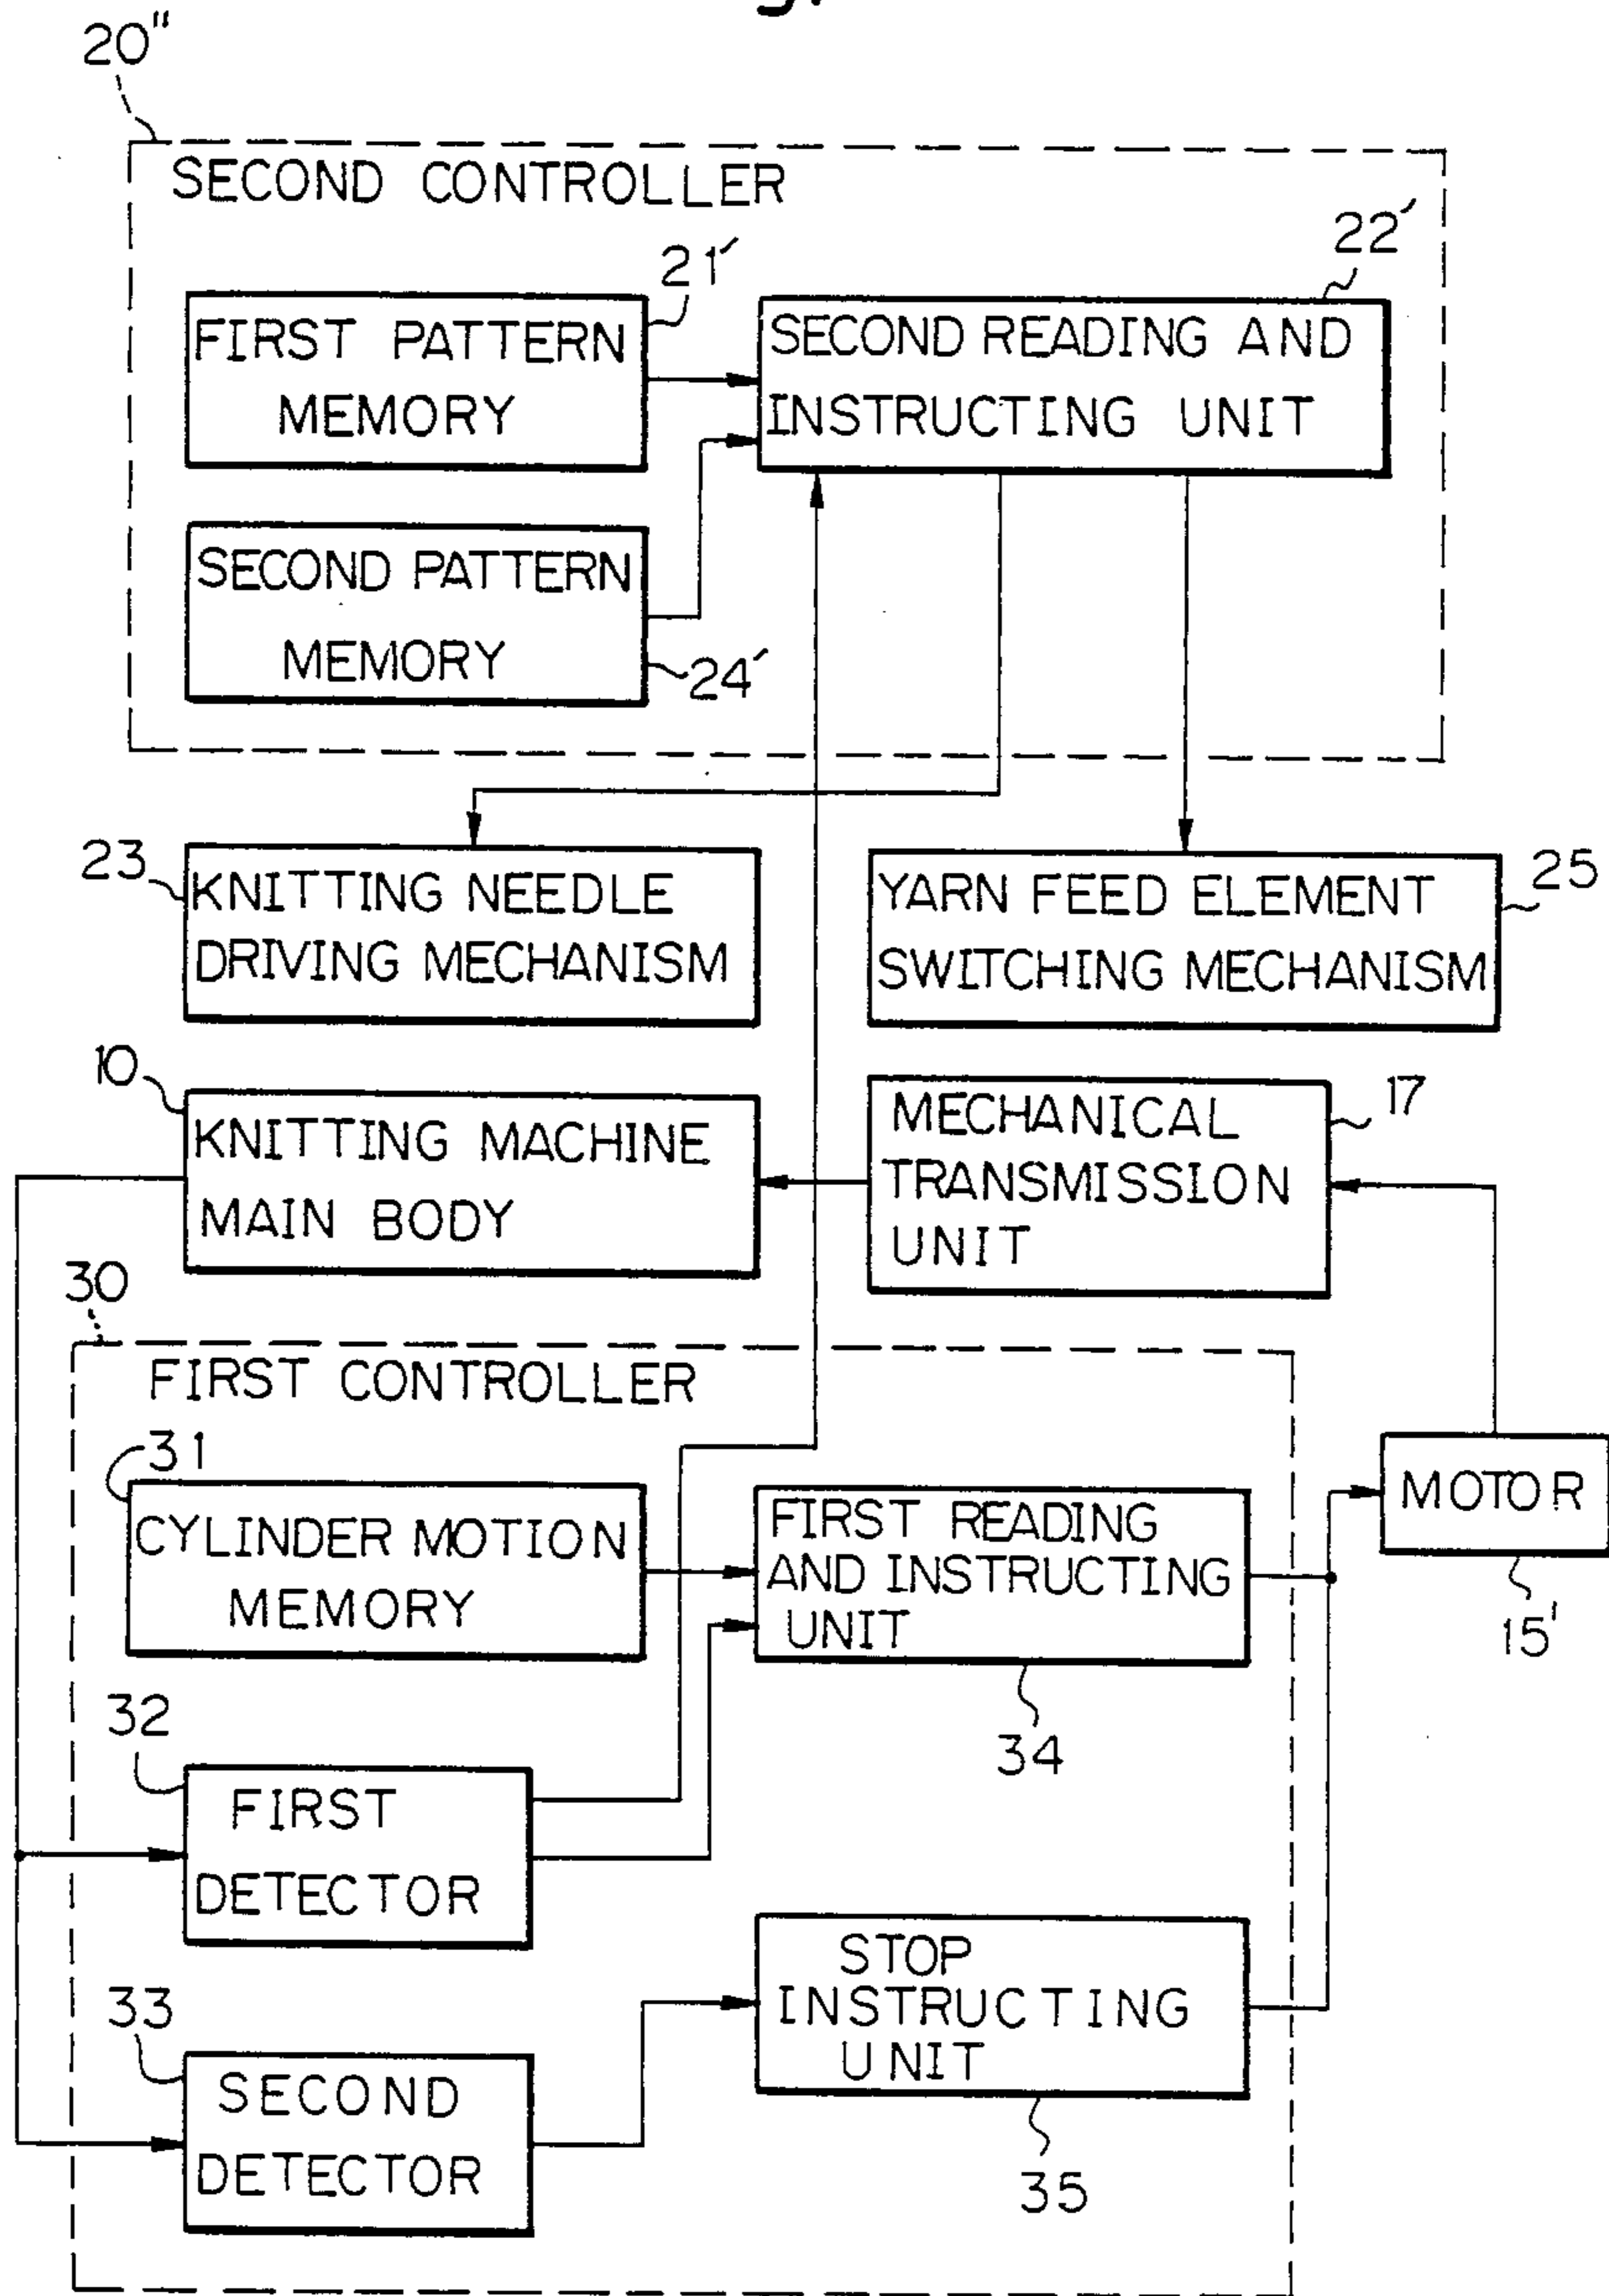 20"
SECOND CONTROLLER
21'
22'
FIRST PATTERN
MEMORY
SECOND READING AND
INSTRUCTING UNIT
SECOND PATTERN
MEMORY
24'
23
KNITTING NEEDLE
DRIVING MECHANISM
YARN FEED ELEMENT
SWITCHING MECHANISM
25
10
KNITTING MACHINE
MAIN BODY
MECHANICAL
TRANSMISSION
UNIT
17
30
FIRST CONTROLLER
31
CYLINDER MOTION
MEMORY
FIRST READING
AND INSTRUCTING
UNIT
34
MOTOR
15'
32
FIRST
DETECTOR
33
SECOND
DETECTOR
STOP
INSTRUCTING
UNIT
35